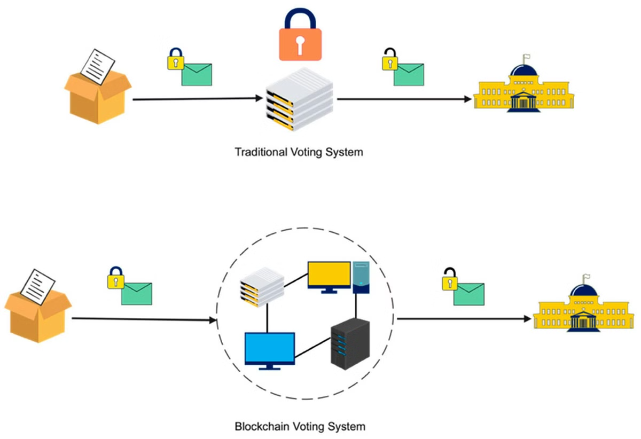 Traditional Voting System
Blockchain Voting System